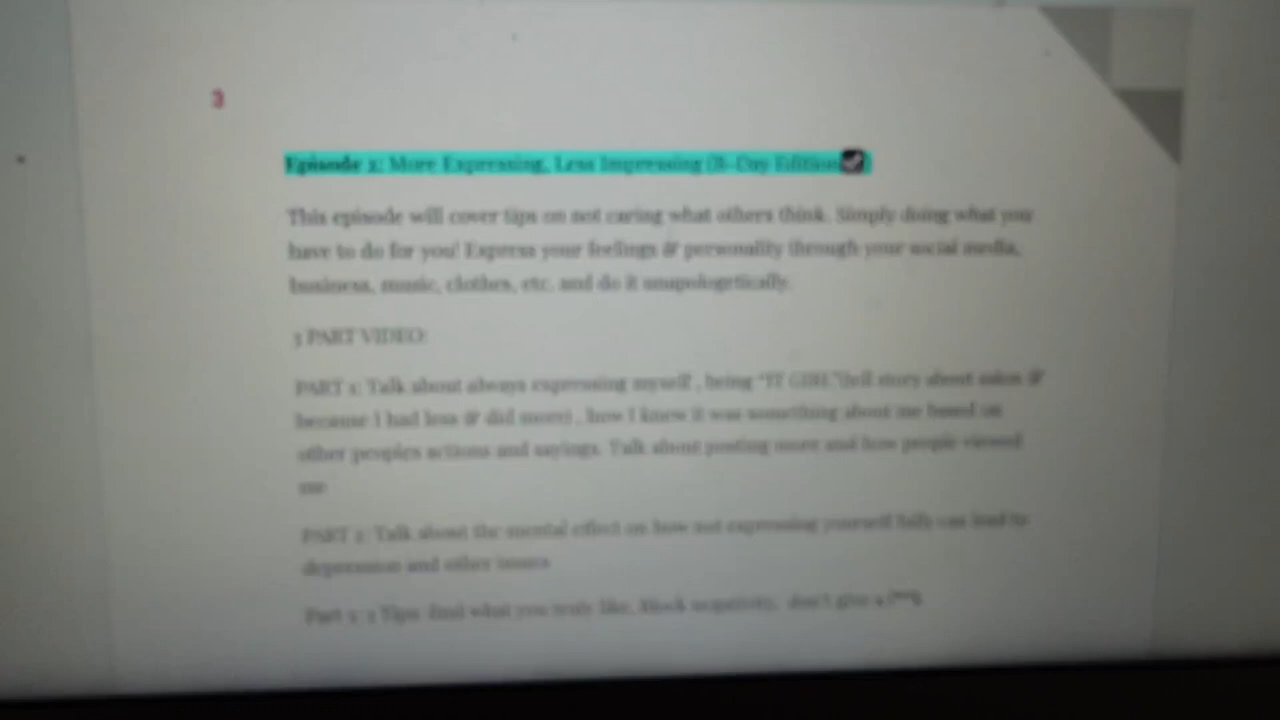 3
Episode 2: More Expressing, Less Impressing (B-Day Edition)
This episode will cover tips on not caring what others think. Simply doing what you
have to do for you! Express your feelings & personality through your social media,
business, music, clothes, etc. and do it unapologetically.
3 PART VIDEO:
PART 1: Talk about always expressing myself , being "IT GIRL"(tell story about &
because I had less & did more) , how I knew it was something about me based on
other peoples actions and sayings. Talk about posting more and how people viewed
me
PART 2: Talk about the mental effect on how not expressing yourself fully can lead to
depression and other issues
Part 3: Tips: find what you truly like, Block negativity, don't give a f***